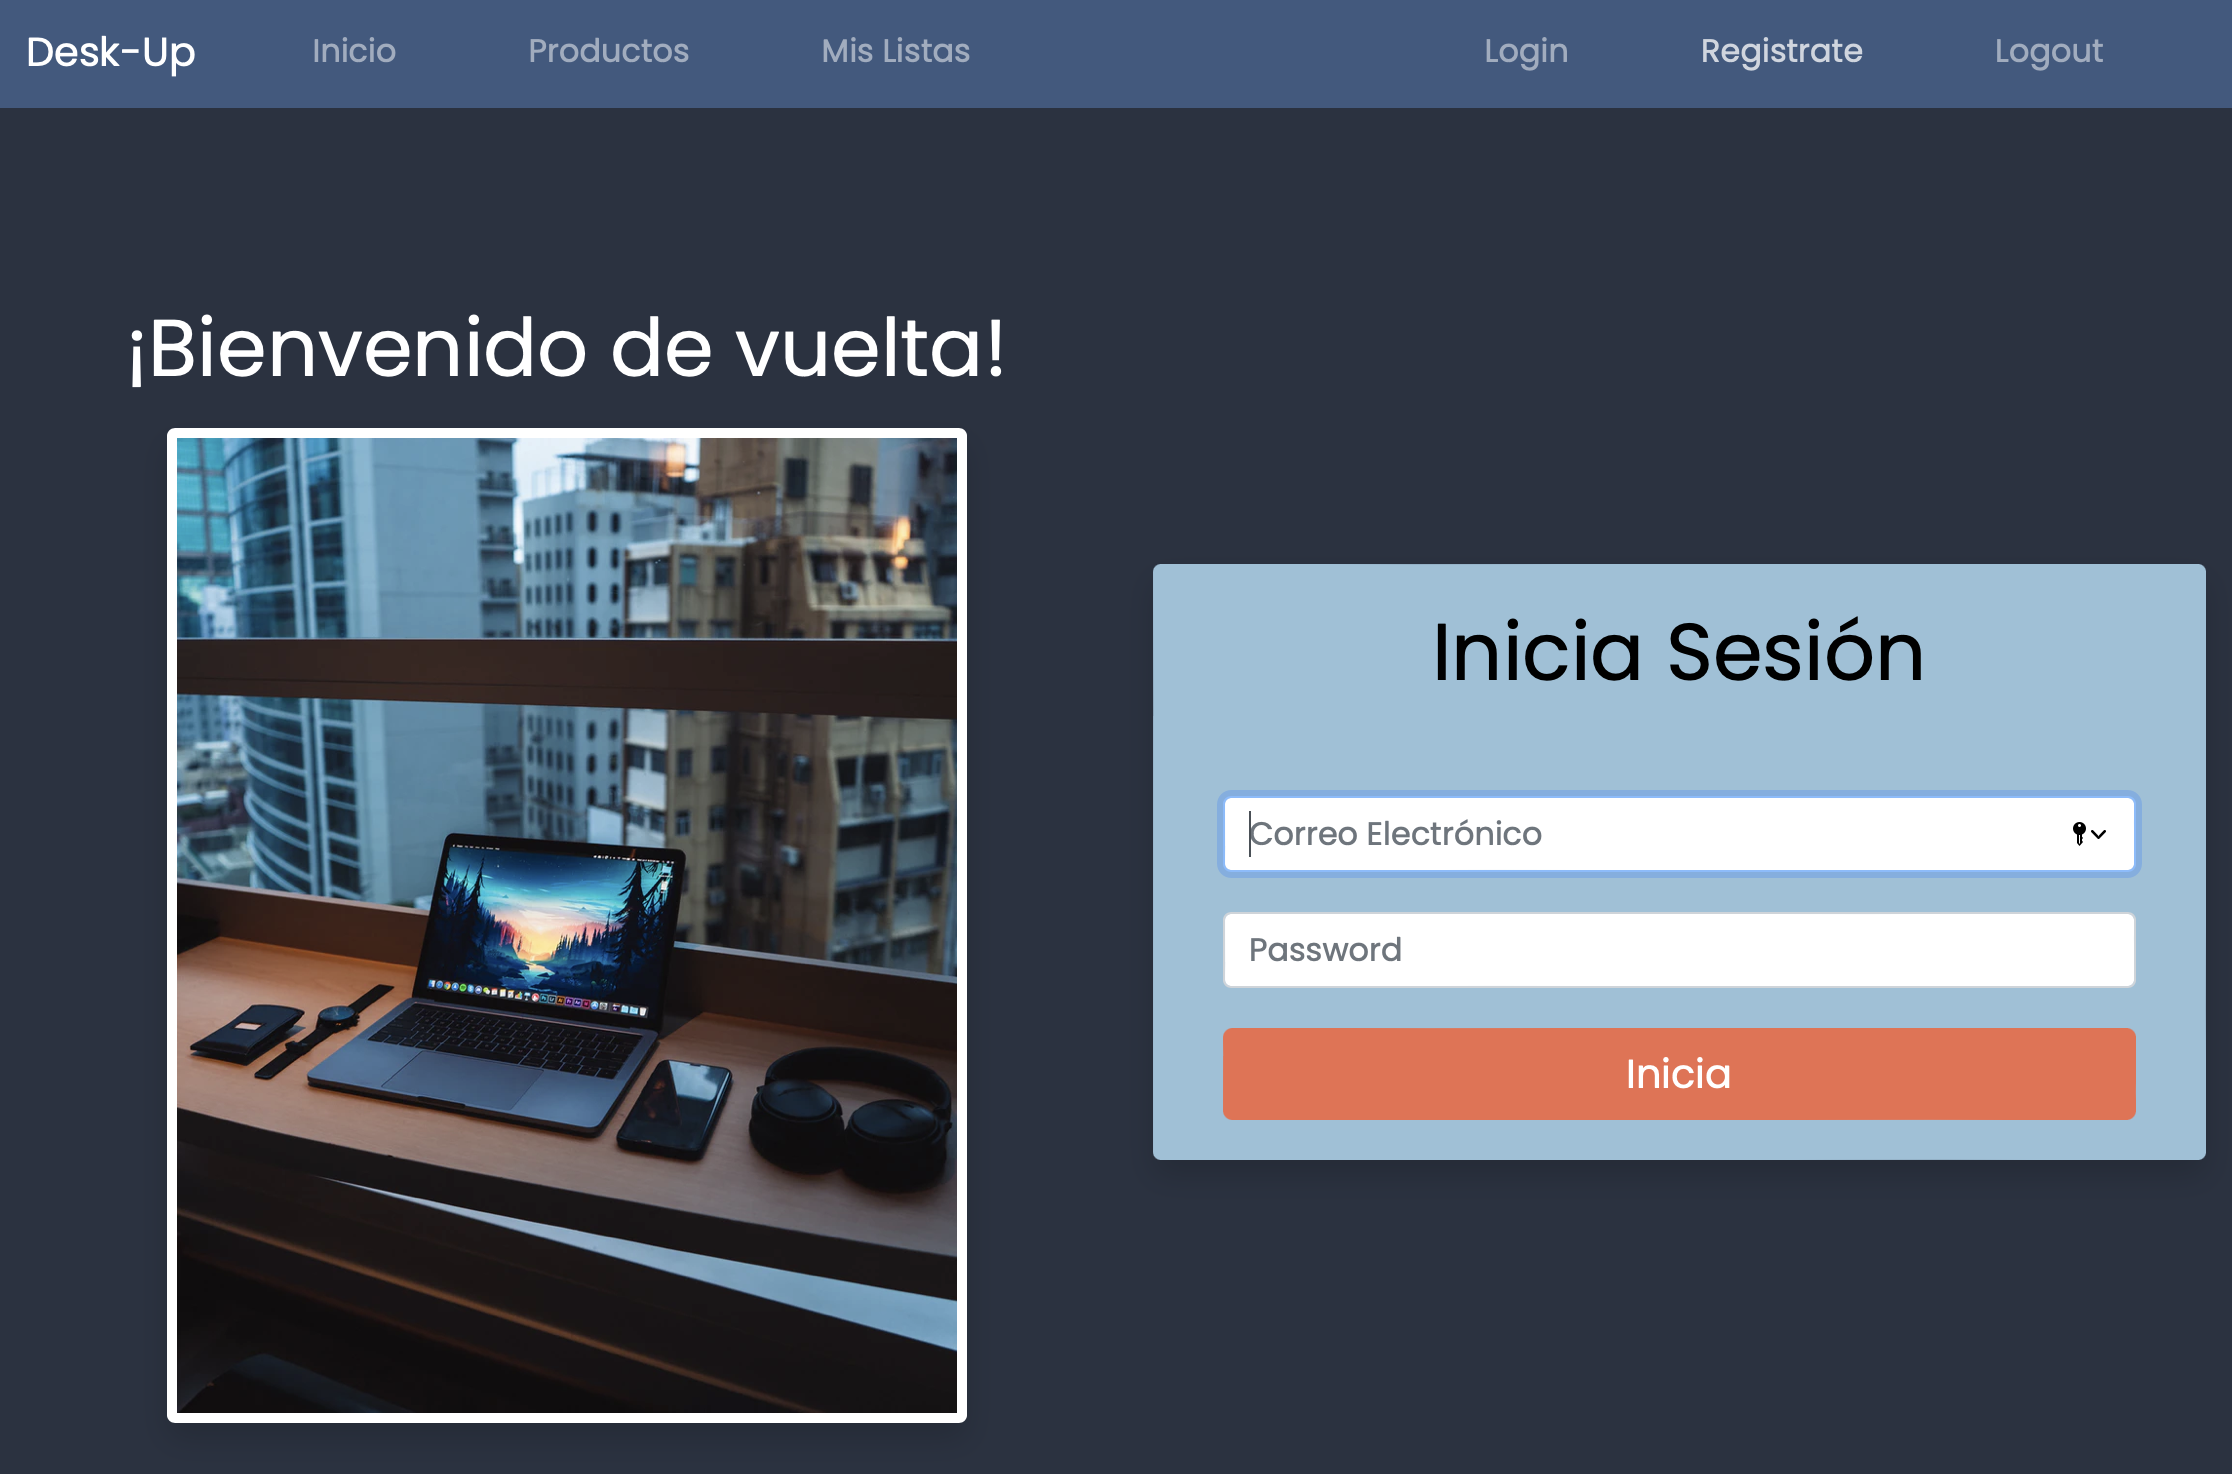 Desk-Up Inicio Productos Mis Listas Login Registrate Logout
¡Bienvenido de vuelta!
Inicia Sesión
Correo Electrónico
Password
Inicia